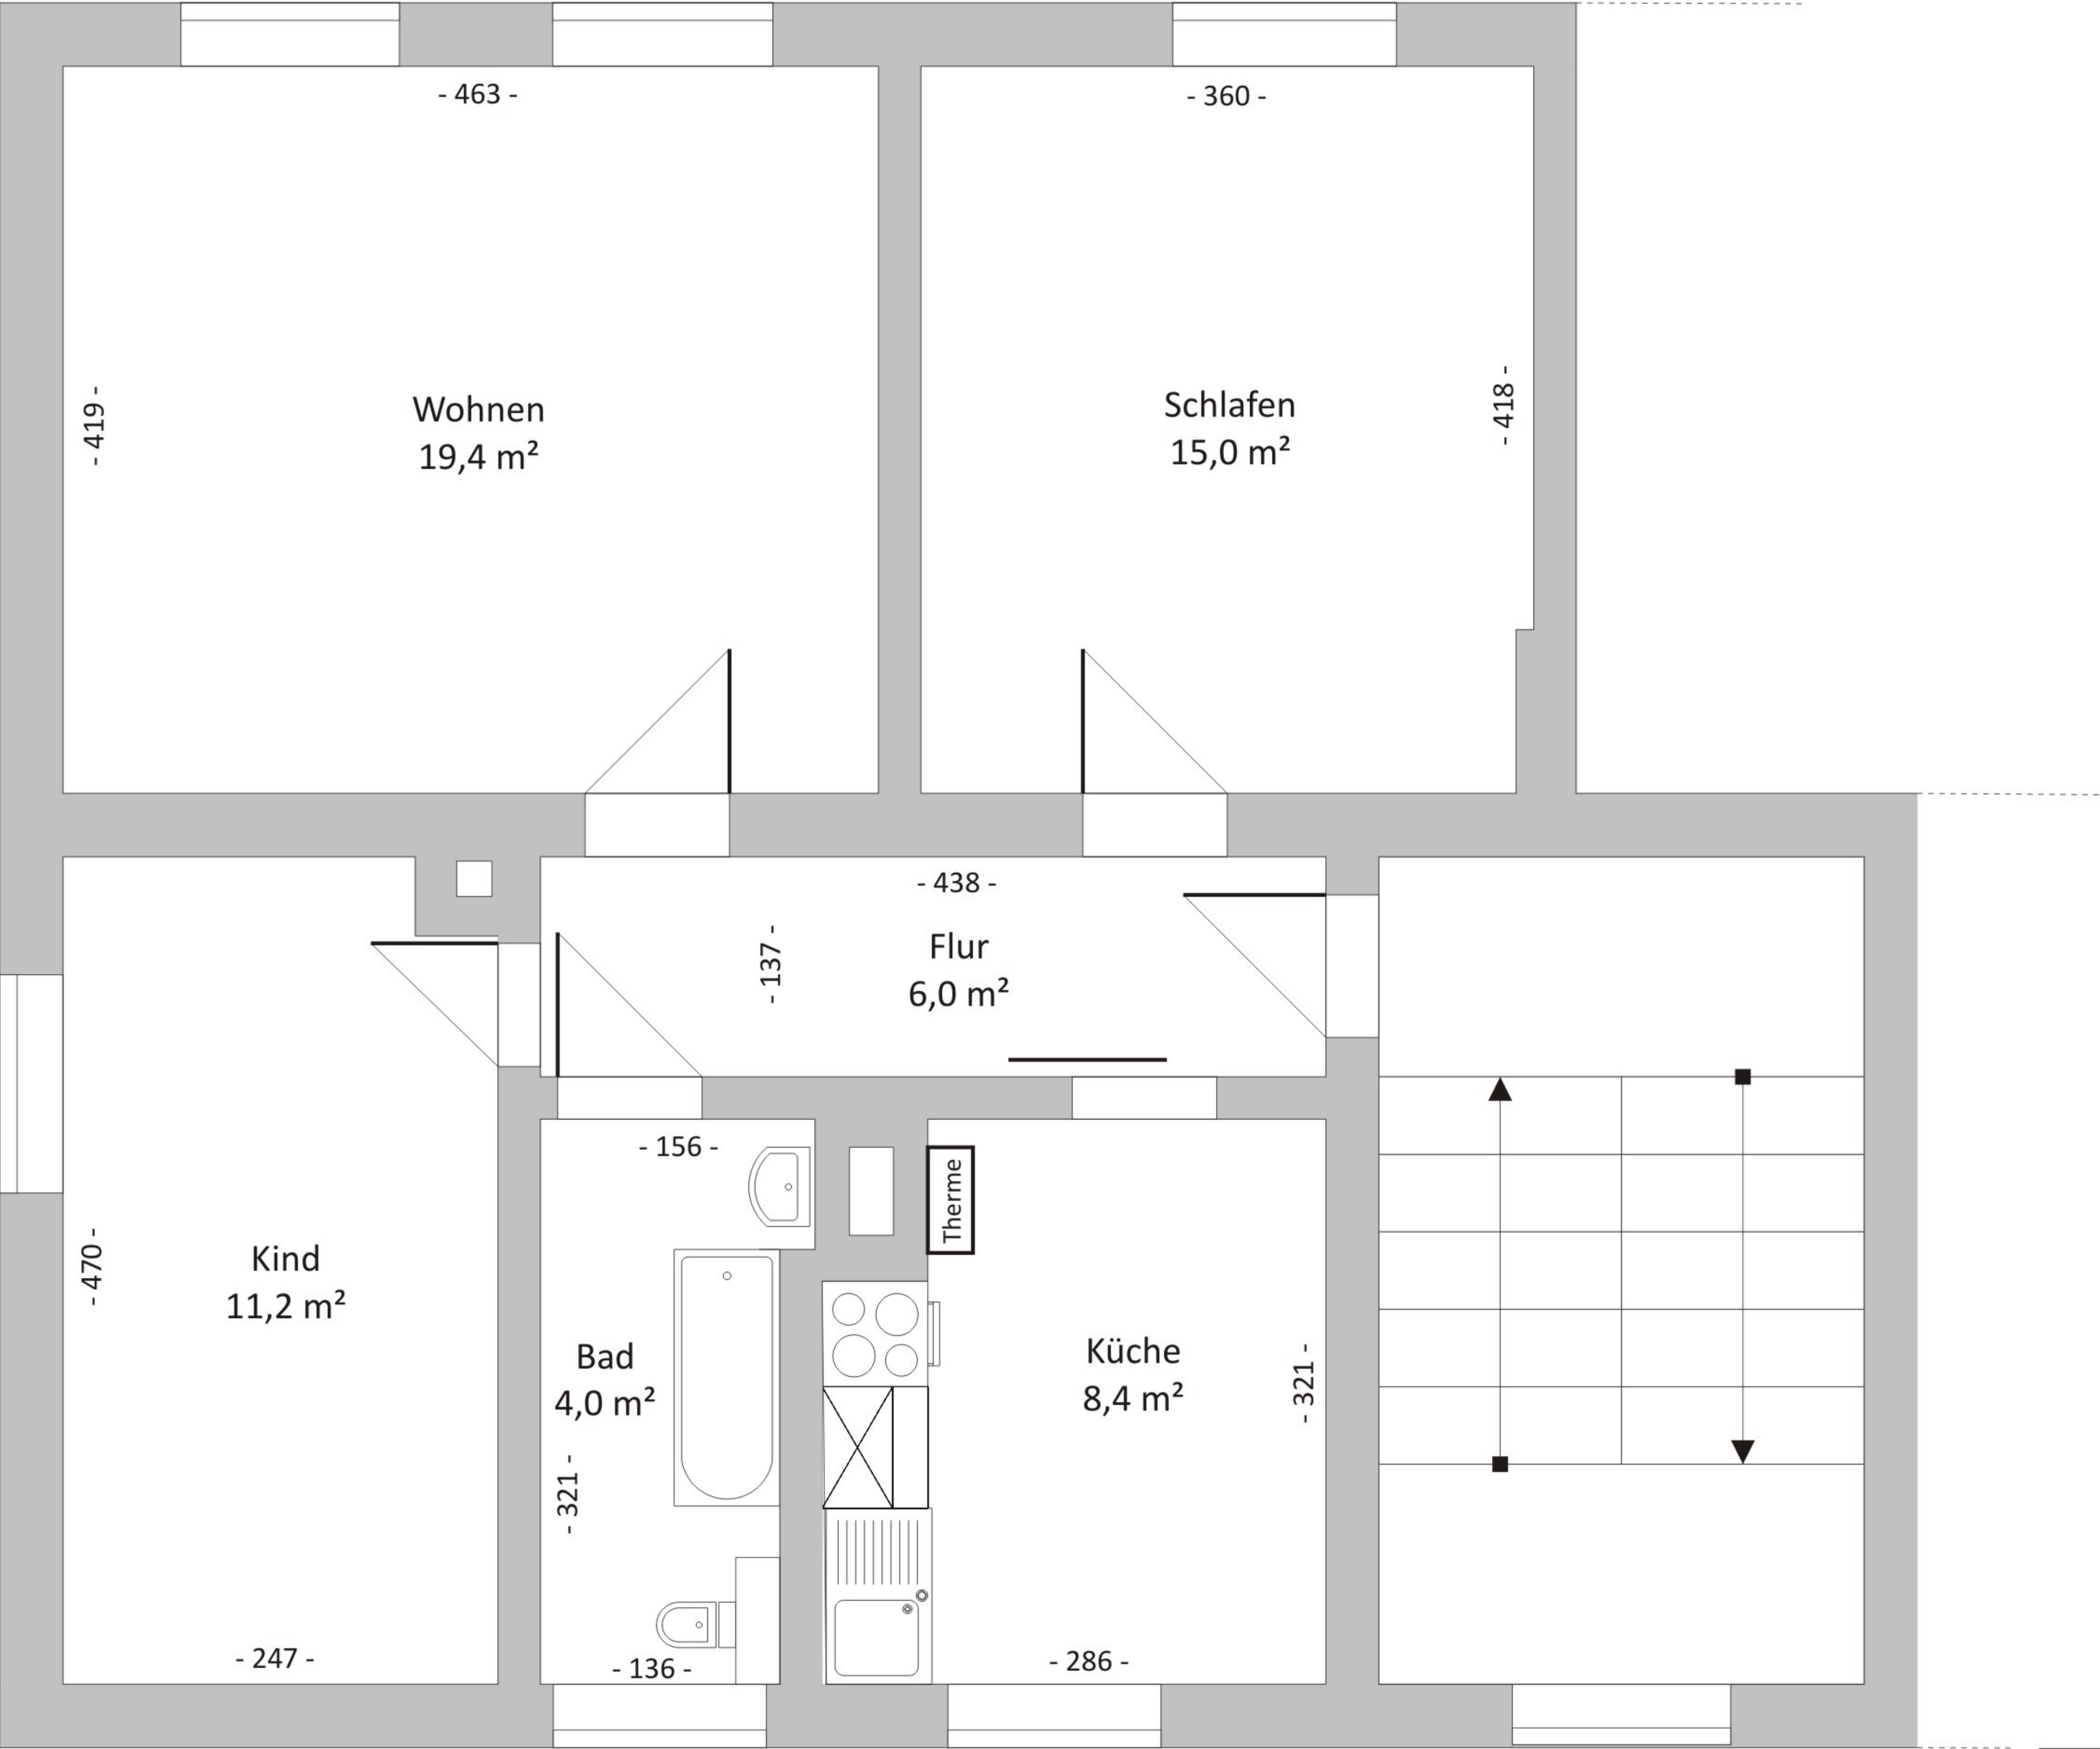 - 463 -
- 360 -
- 419 -
Wohnen
19,4 m²
Schlafen
15,0 m²
- 418 -
- 438 -
- 137 -
Flur
6,0 m²
- 156 -
Therme
- 470 -
Kind
11,2 m²
Bad
4,0 m²
- 321 -
Küche
8,4 m²
- 321 -
- 247 -
- 136 -
- 286 -